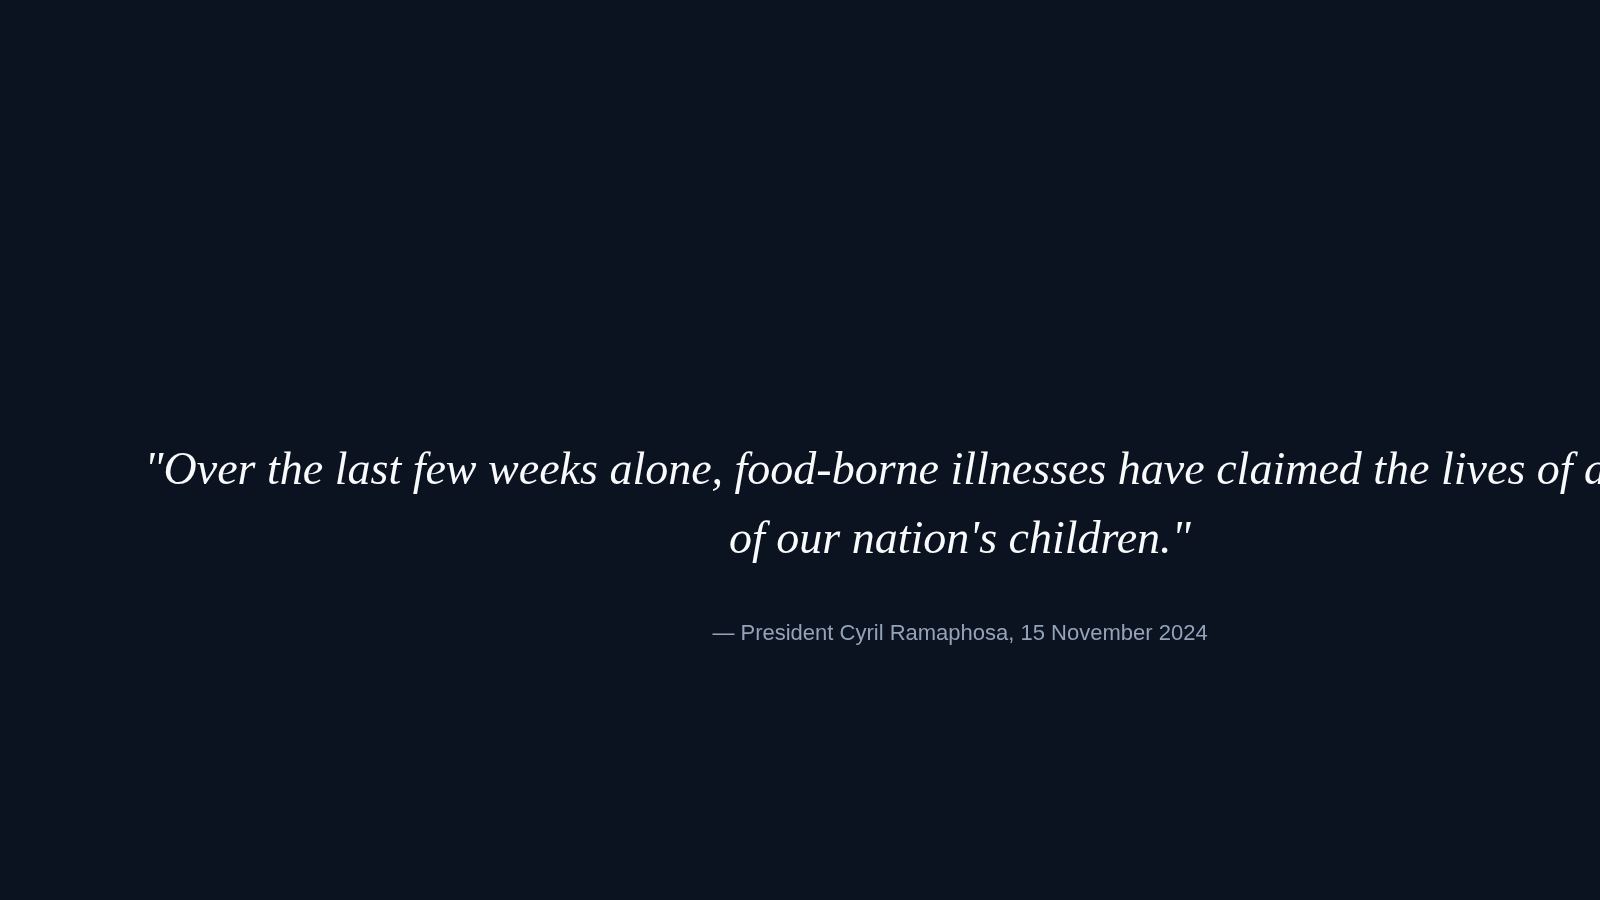 "Over the last few weeks alone, food-borne illnesses have claimed the lives of
of our nation's children."
— President Cyril Ramaphosa, 15 November 2024